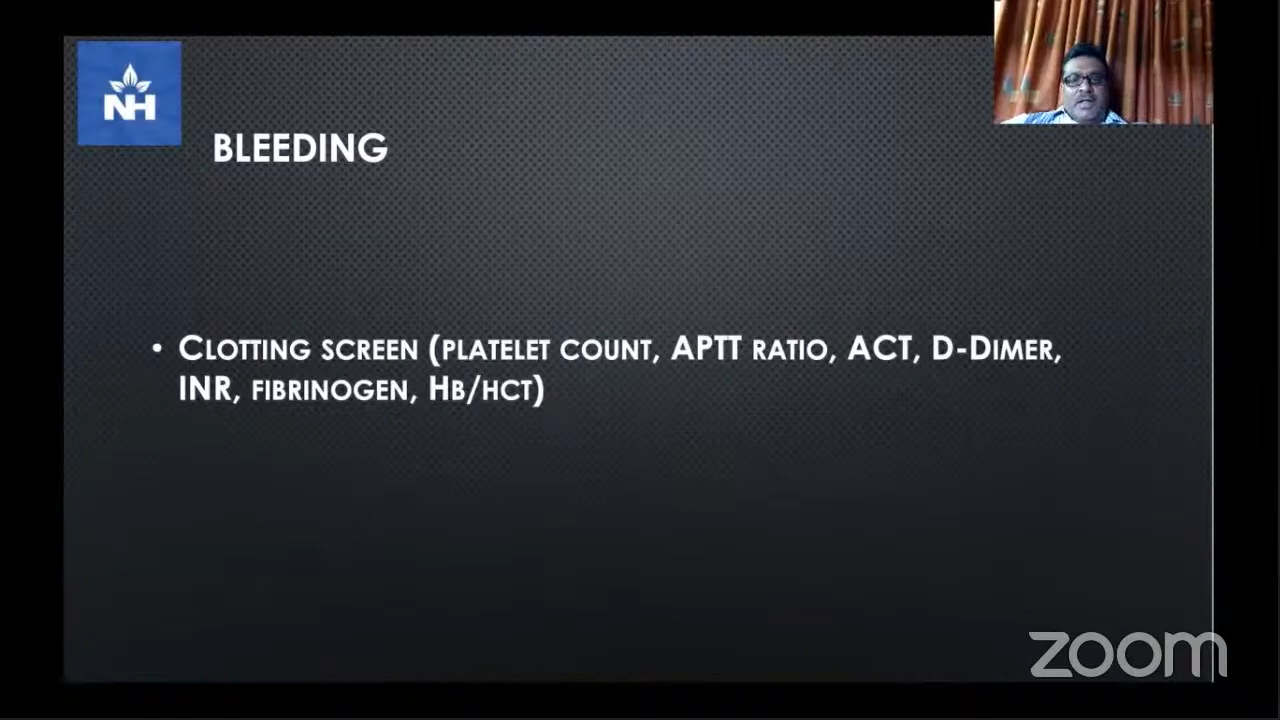 NH
BLEEDING
• CLOTTING SCREEN (PLATELET COUNT, APTT RATIO, ACT, D-DIMER,
INR, FIBRINOGEN, HB/HCT)
zoom